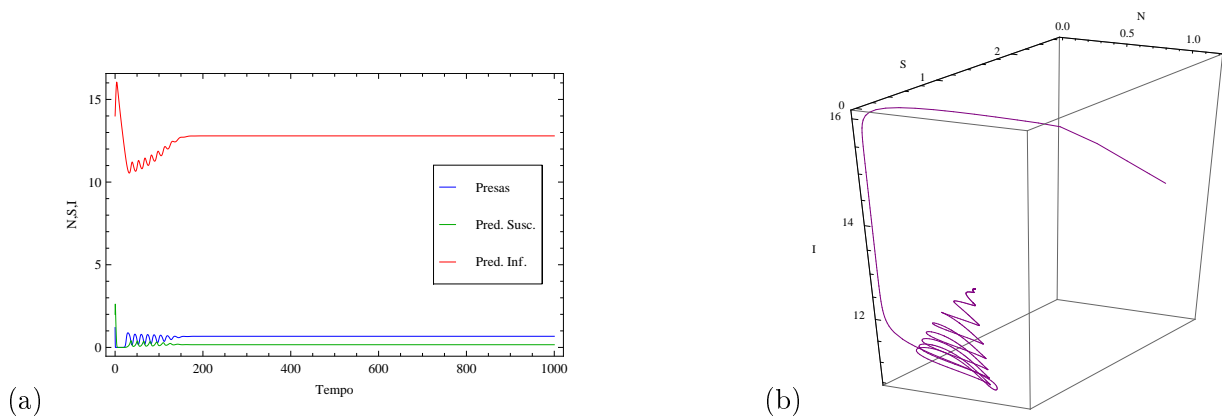 N,S,I
15
10
5
0
0 200 400 600 800 1000
Tempo
Presas
Pred. Susc.
Pred. Inf.
(a)
N
0.0 0.5 1.0
S
2
1
0
16
14
I
12
(b)